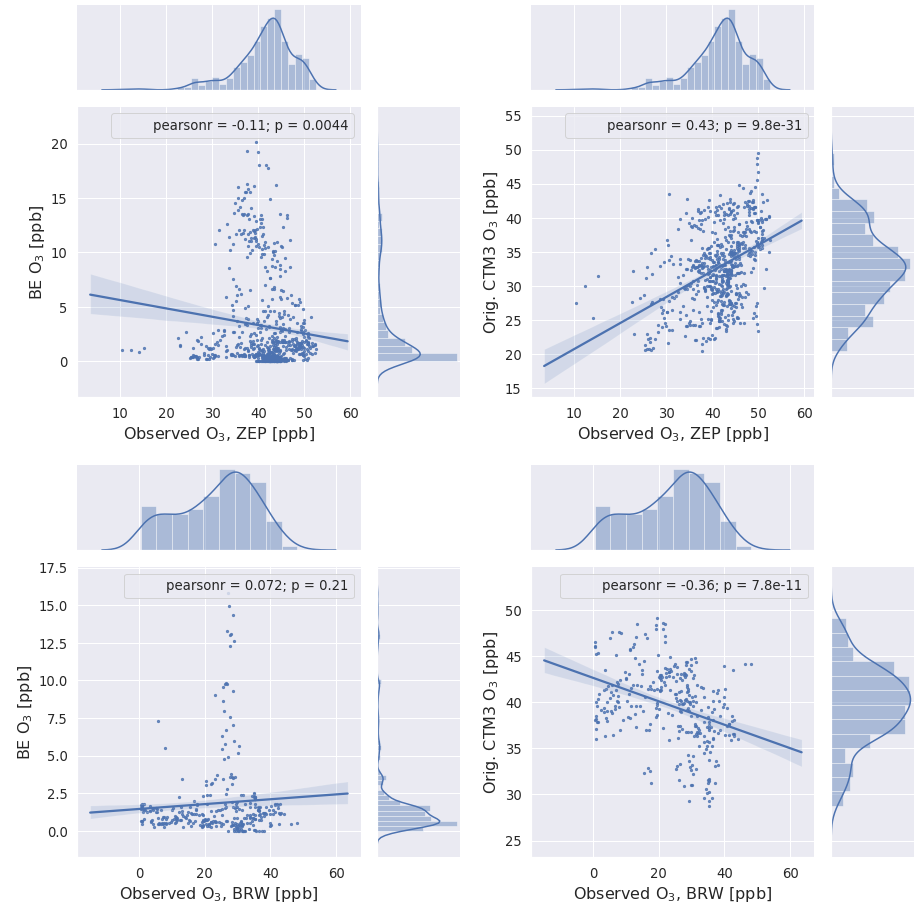 pearsonr = -0.11; p = 0.0044
20
15
10
5
0
BE O₃ [ppb]
10 20 30 40 50 60
Observed O₃, ZEP [ppb]
pearsonr = 0.43; p = 9.8e-31
55
50
45
40
35
30
25
20
15
Orig. CTM3 O₃ [ppb]
10 20 30 40 50 60
Observed O₃, ZEP [ppb]
pearsonr = 0.072; p = 0.21
17.5
15.0
12.5
10.0
7.5
5.0
2.5
0.0
BE O₃ [ppb]
0 20 40 60
Observed O₃, BRW [ppb]
pearsonr = -0.36; p = 7.8e-11
50
45
40
35
30
25
Orig. CTM3 O₃ [ppb]
0 20 40 60
Observed O₃, BRW [ppb]